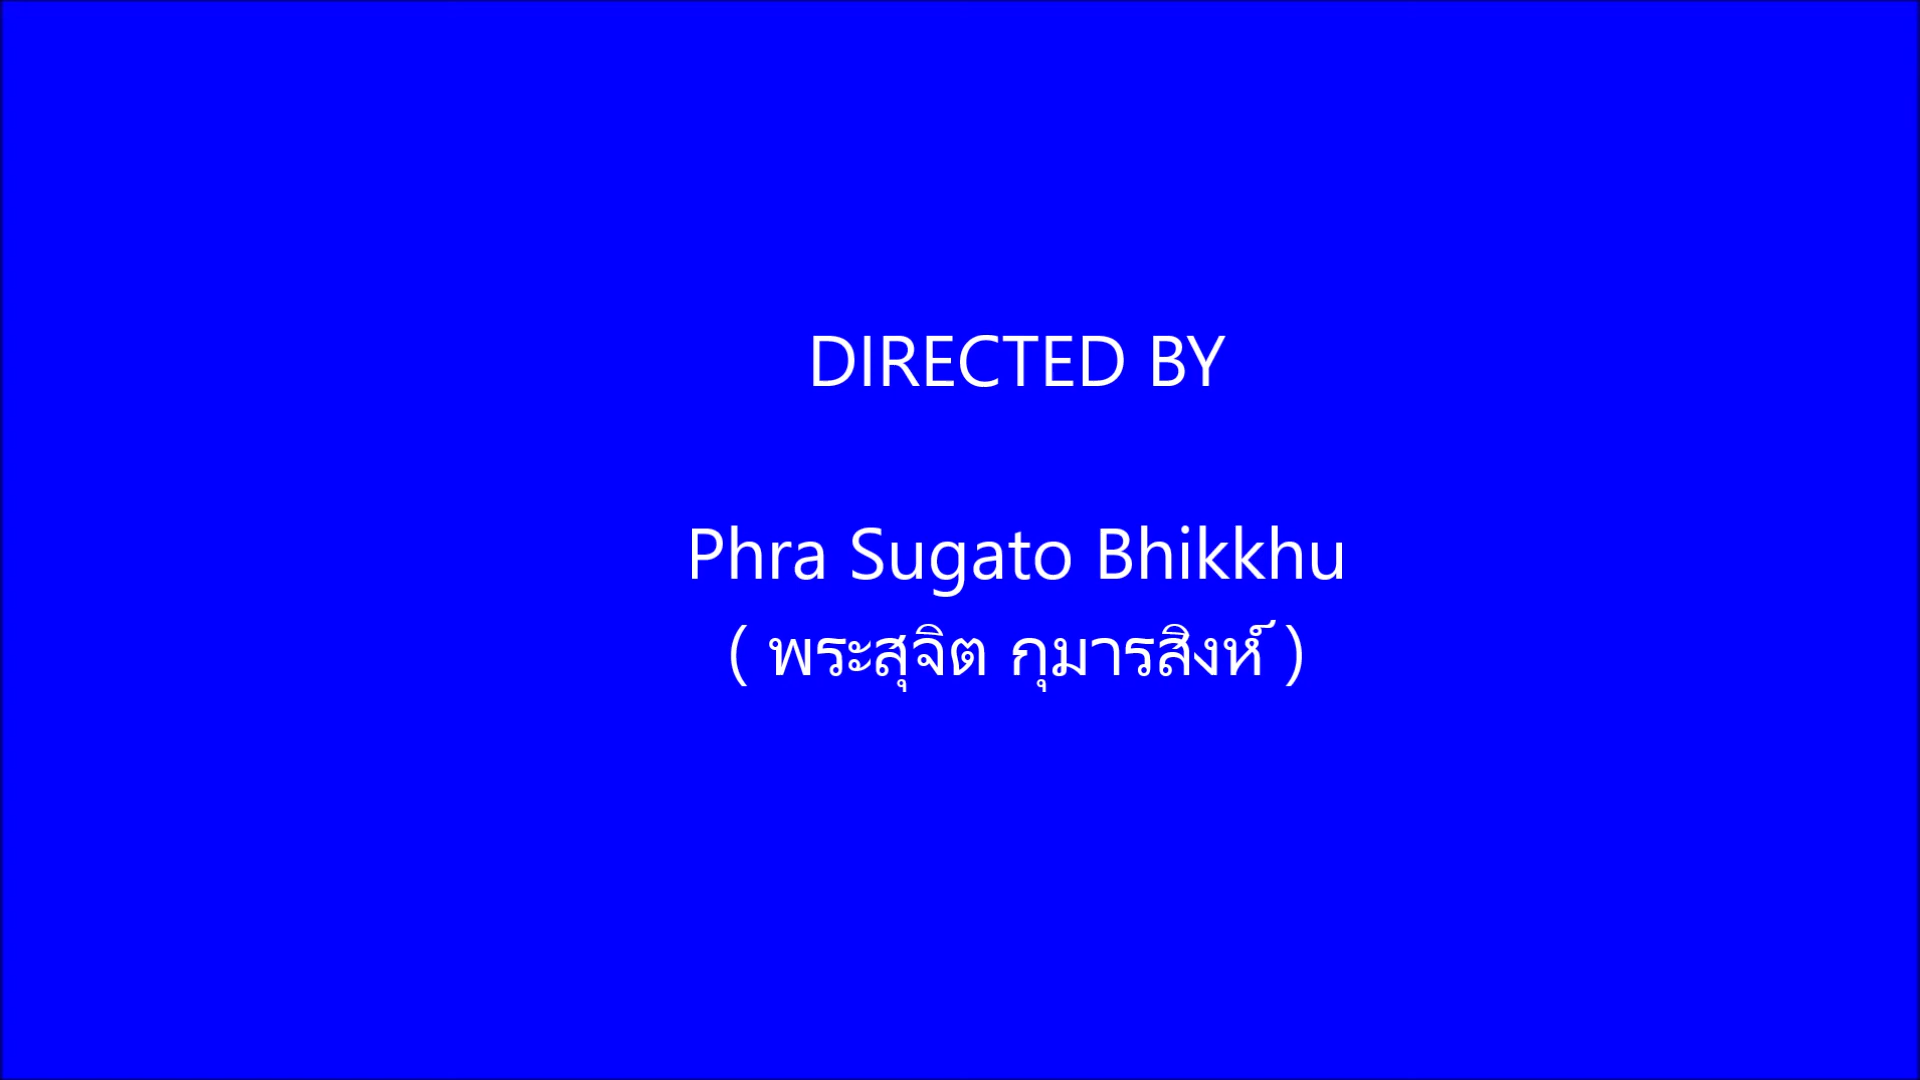 DIRECTED BY
Phra Sugato Bhikkhu
( พระสุจิต กุมารสิงห์ )